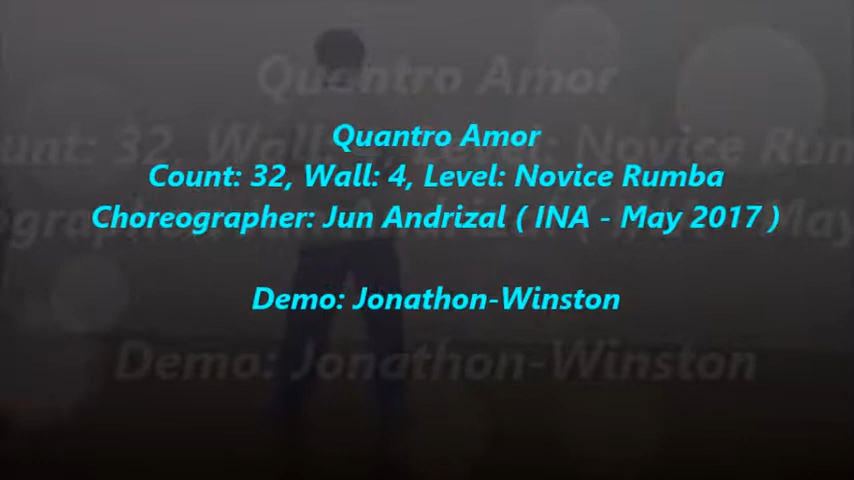 Quantro Amor
Count: 32, Wall: 4, Level: Novice Rumba
Choreographer: Jun Andrizal ( INA - May 2017 )
Demo: Jonathon-Winston